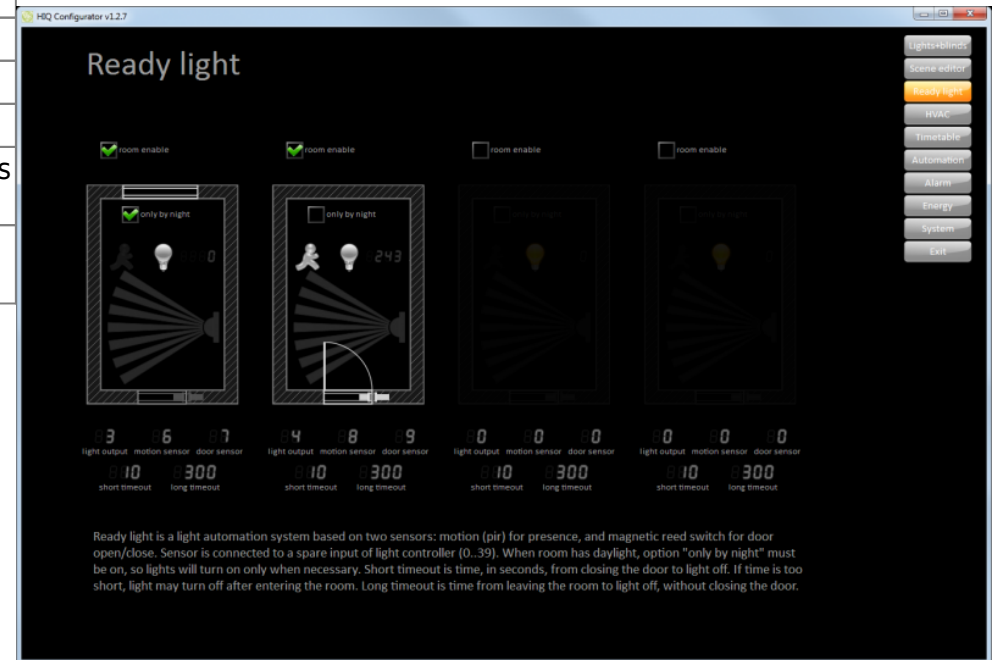 HIQ Configurator v1.2.7
s
Ready light
Lights+blinds
Scene editor
Ready light
HVAC
Timetable
Automation
Alarm
Energy
System
Exit
room enable room enable room enable room enable
only by night only by night only by night only by night
0 243
3 6 7 4 8 9 0 0 0 0 0 0
light output motion sensor door sensor light output motion sensor door sensor light output motion sensor door sensor light output motion sensor door sensor
10 300 10 300 10 300 10 300
short timeout long timeout short timeout long timeout short timeout long timeout short timeout long timeout
Ready light is a light automation system based on two sensors: motion (pir) for presence, and magnetic reed switch for door
open/close. Sensor is connected to a spare input of light controller (0..39). When room has daylight, option "only by night" must
be on, so lights will turn on only when necessary. Short timeout is time, in seconds, from closing the door to light off. If time is too
short, light may turn off after entering the room. Long timeout is time from leaving the room to light off, without closing the door.